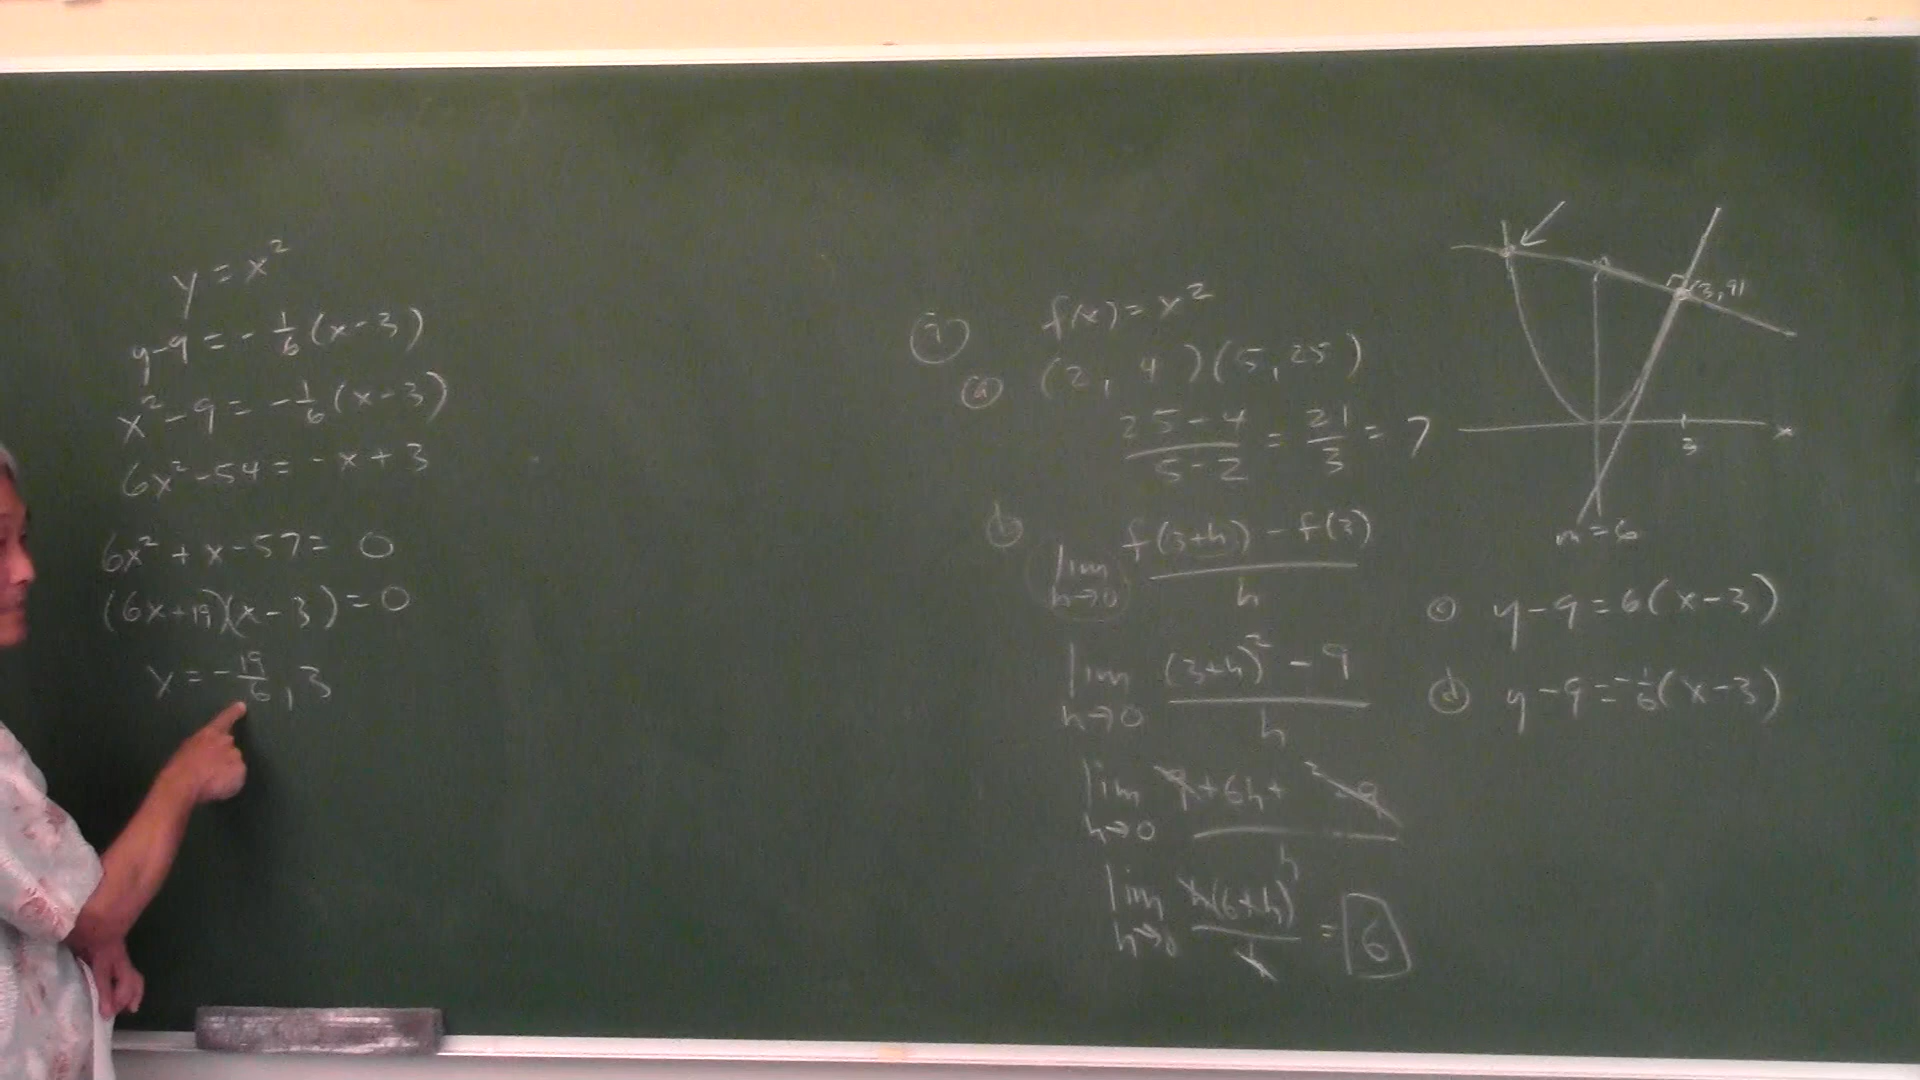 y = x²
y-9 = -1/6(x-3)
x²-9 = -1/6(x-3)
6x²-54 = -x+3
6x²+x-57 = 0
(6x+19)(x-3) = 0
x = -19/6, 3
f(x) = x²
ⓐ (2, 4)(5, 25)
25-4/5-2 = 21/3 = 7
ⓑ
lim h→0 f(3+h)-f(3)/h
lim h→0 (3+h)²-9/h
lim h→0 9+6h+ ²-9/h
lim h→0 h(6+h)/h = 6
(3, 9)
x
3
m=6
ⓒ y-9=6(x-3)
ⓓ y-9=-1/6(x-3)